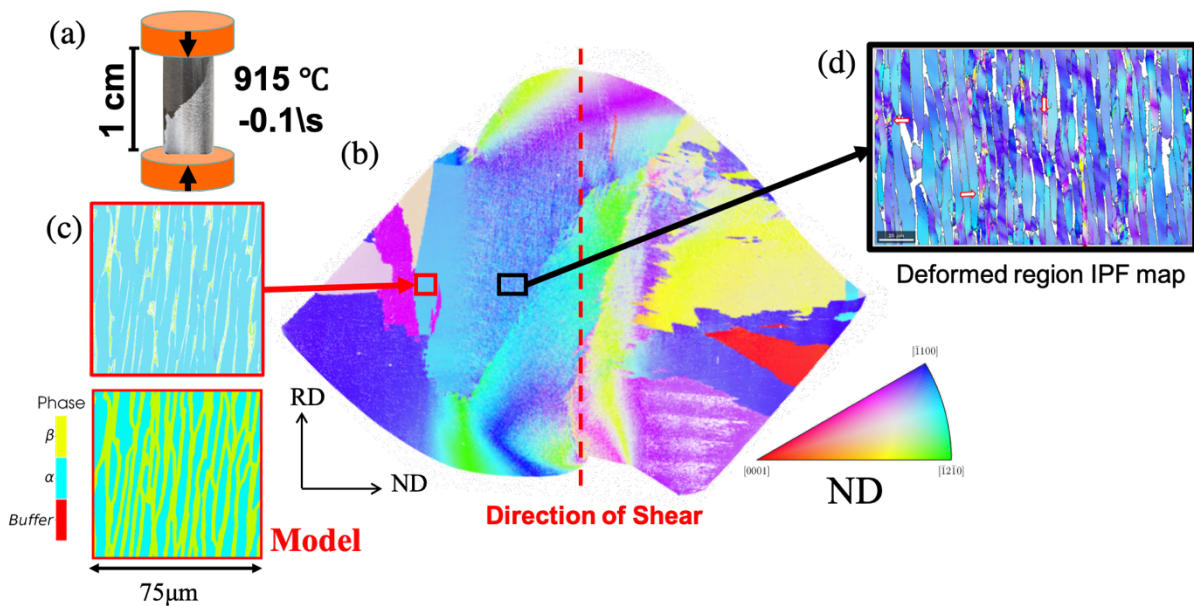 (a)
1 cm
915 ℃
-0.1\s
(b)
(c)
(d)
Deformed region IPF map
Phase
β
α
Buffer
Model
75μm
RD
ND
Direction of Shear
[0001]
[1̄100]
[1̄21̄0]
ND